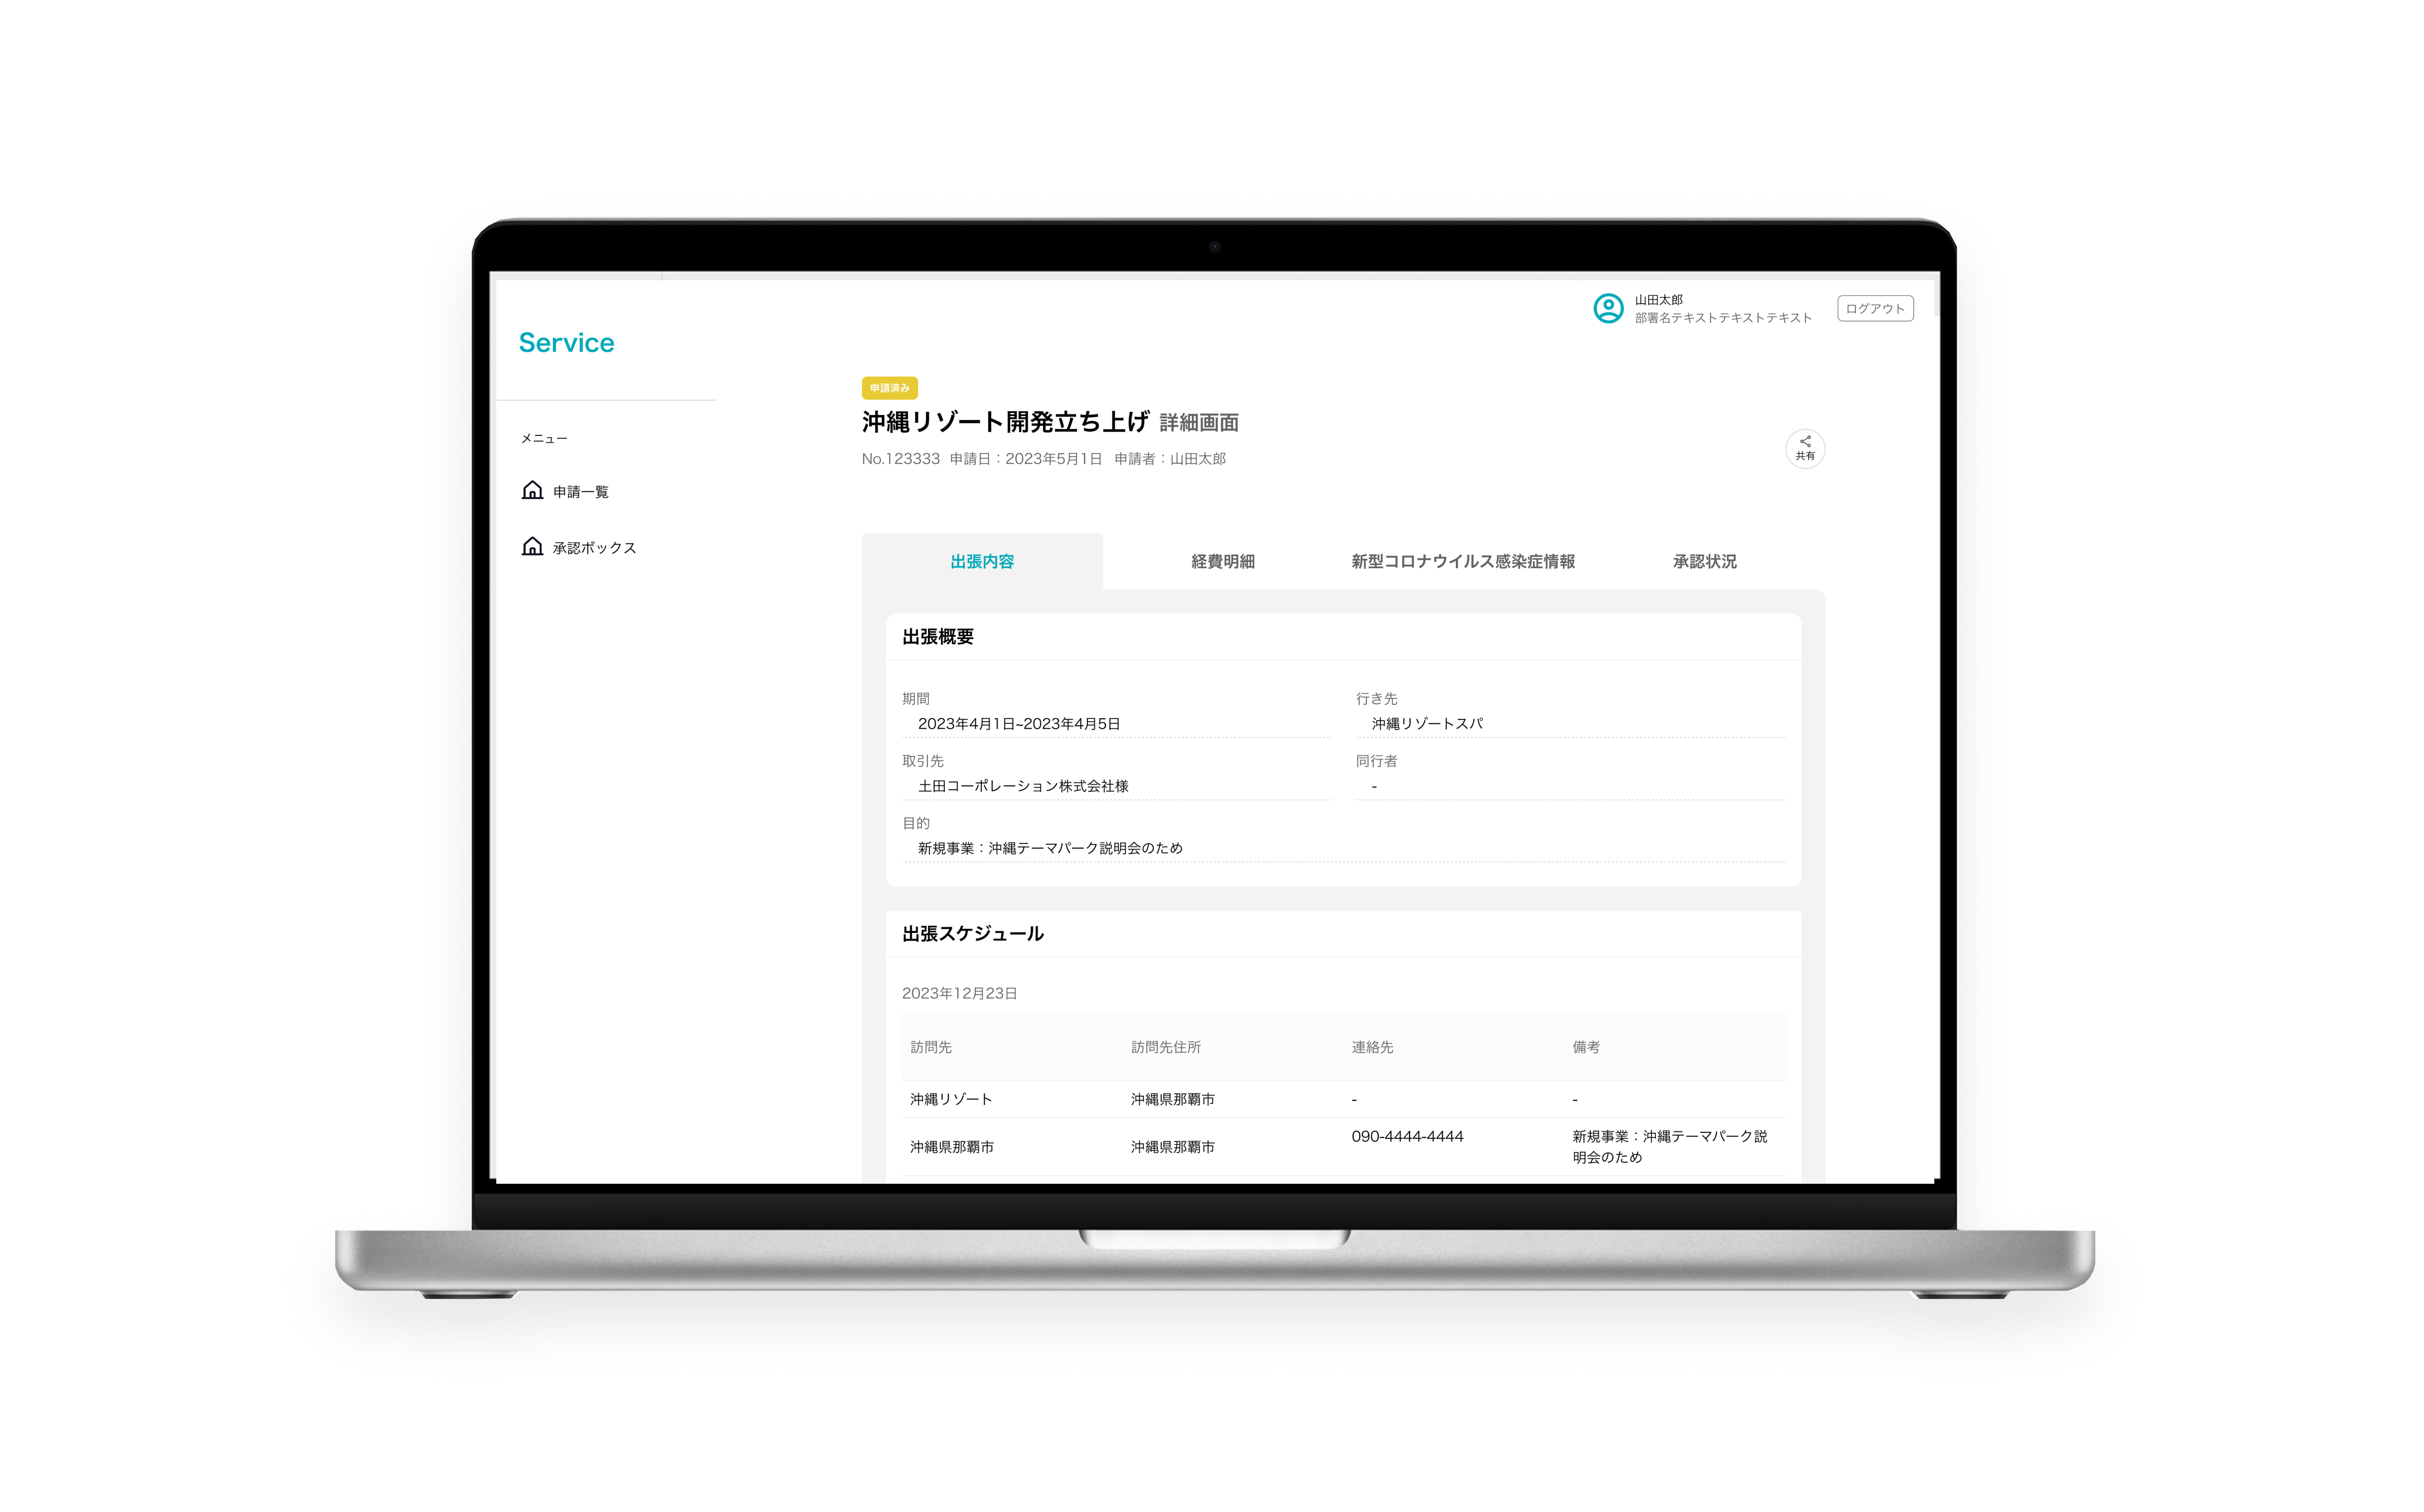 山田太郎
部署名テキストテキストテキスト
ログアウト
Service
メニュー
申請一覧
承認ボックス
申請済み
沖縄リゾート開発立ち上げ 詳細画面
No.123333 申請日：2023年5月1日 申請者：山田太郎
共有
出張内容 経費明細 新型コロナウイルス感染症情報 承認状況
出張概要
期間 行き先
2023年4月1日~2023年4月5日 沖縄リゾートスパ
取引先 同行者
土田コーポレーション株式会社様 -
目的
新規事業：沖縄テーマパーク説明会のため
出張スケジュール
2023年12月23日
訪問先 訪問先住所 連絡先 備考
沖縄リゾート 沖縄県那覇市 - -
沖縄県那覇市 沖縄県那覇市 090-4444-4444 新規事業：沖縄テーマパーク説
明会のため